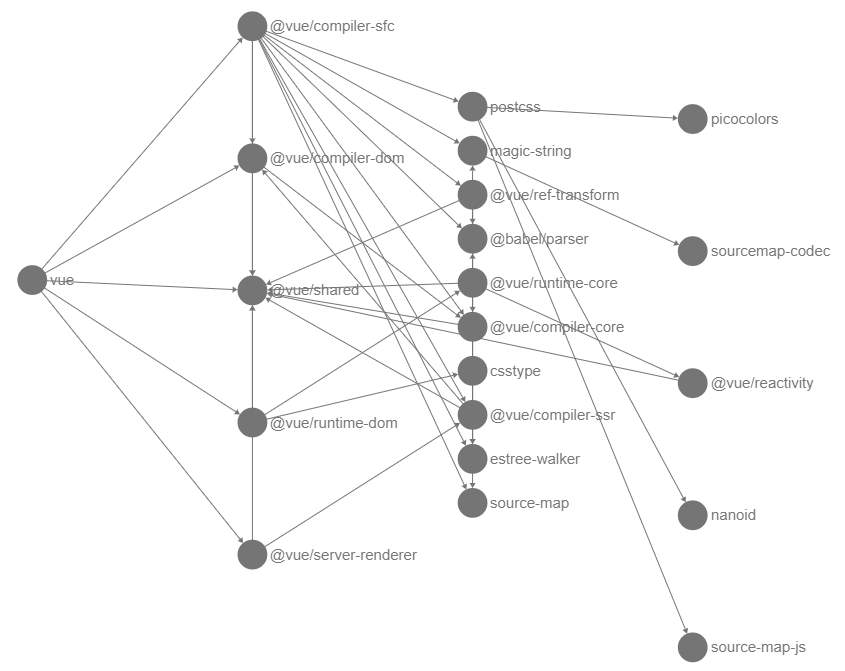 @vue/compiler-sfc
postcss
picocolors
magic-string
@vue/compiler-dom
@vue/ref-transform
@babel/parser
sourcemap-codec
vue
@vue/shared
@vue/runtime-core
@vue/compiler-core
csstype
@vue/reactivity
@vue/runtime-dom
@vue/compiler-ssr
estree-walker
source-map
nanoid
@vue/server-renderer
source-map-js